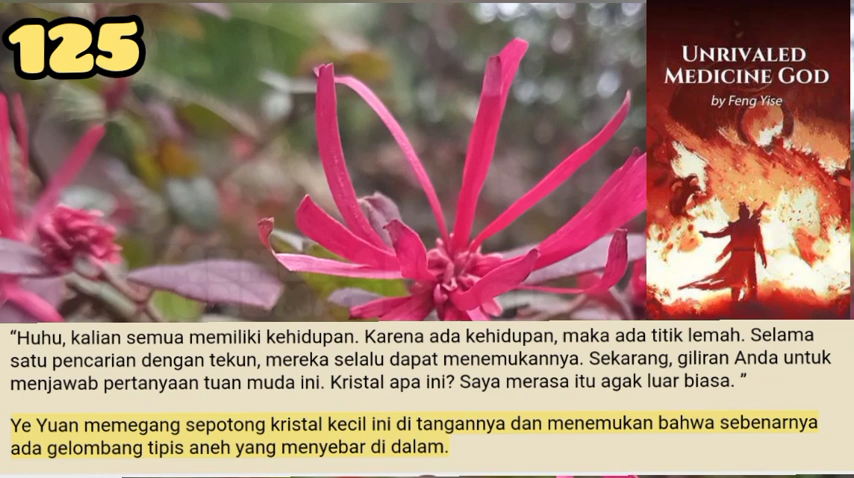 125
UNRIVALED
MEDICINE GOD
by Feng Yise
“Huhu, kalian semua memiliki kehidupan. Karena ada kehidupan, maka ada titik lemah. Selama
satu pencarian dengan tekun, mereka selalu dapat menemukannya. Sekarang, giliran Anda untuk
menjawab pertanyaan tuan muda ini. Kristal apa ini? Saya merasa itu agak luar biasa. ”
Ye Yuan memegang sepotong kristal kecil ini di tangannya dan menemukan bahwa sebenarnya
ada gelombang tipis aneh yang menyebar di dalam.